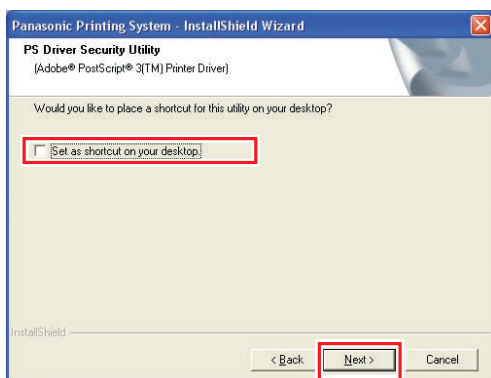 Panasonic Printing System - InstallShield Wizard
PS Driver Security Utility
(Adobe® PostScript® 3(TM) Printer Driver)
Would you like to place a shortcut for this utility on your desktop?
Set as shortcut on your desktop.
InstallShield
< Back Next > Cancel